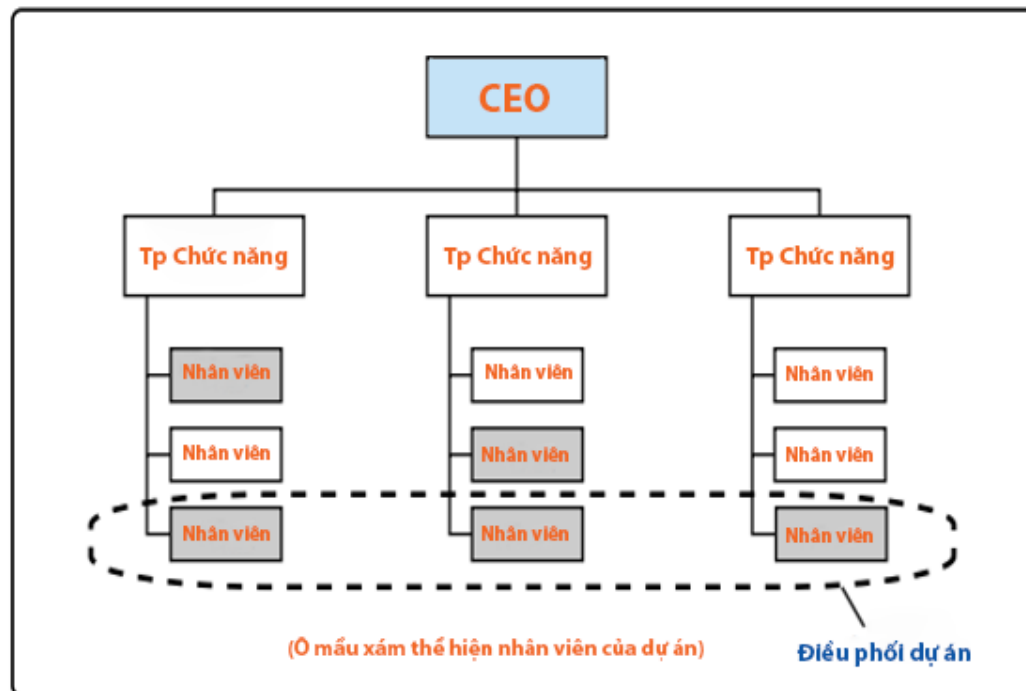 CEO
Tp Chức năng
Tp Chức năng
Tp Chức năng
Nhân viên
Nhân viên
Nhân viên
Nhân viên
Nhân viên
Nhân viên
Nhân viên
Nhân viên
Nhân viên
(Ô mầu xám thể hiện nhân viên của dự án)
Điều phối dự án